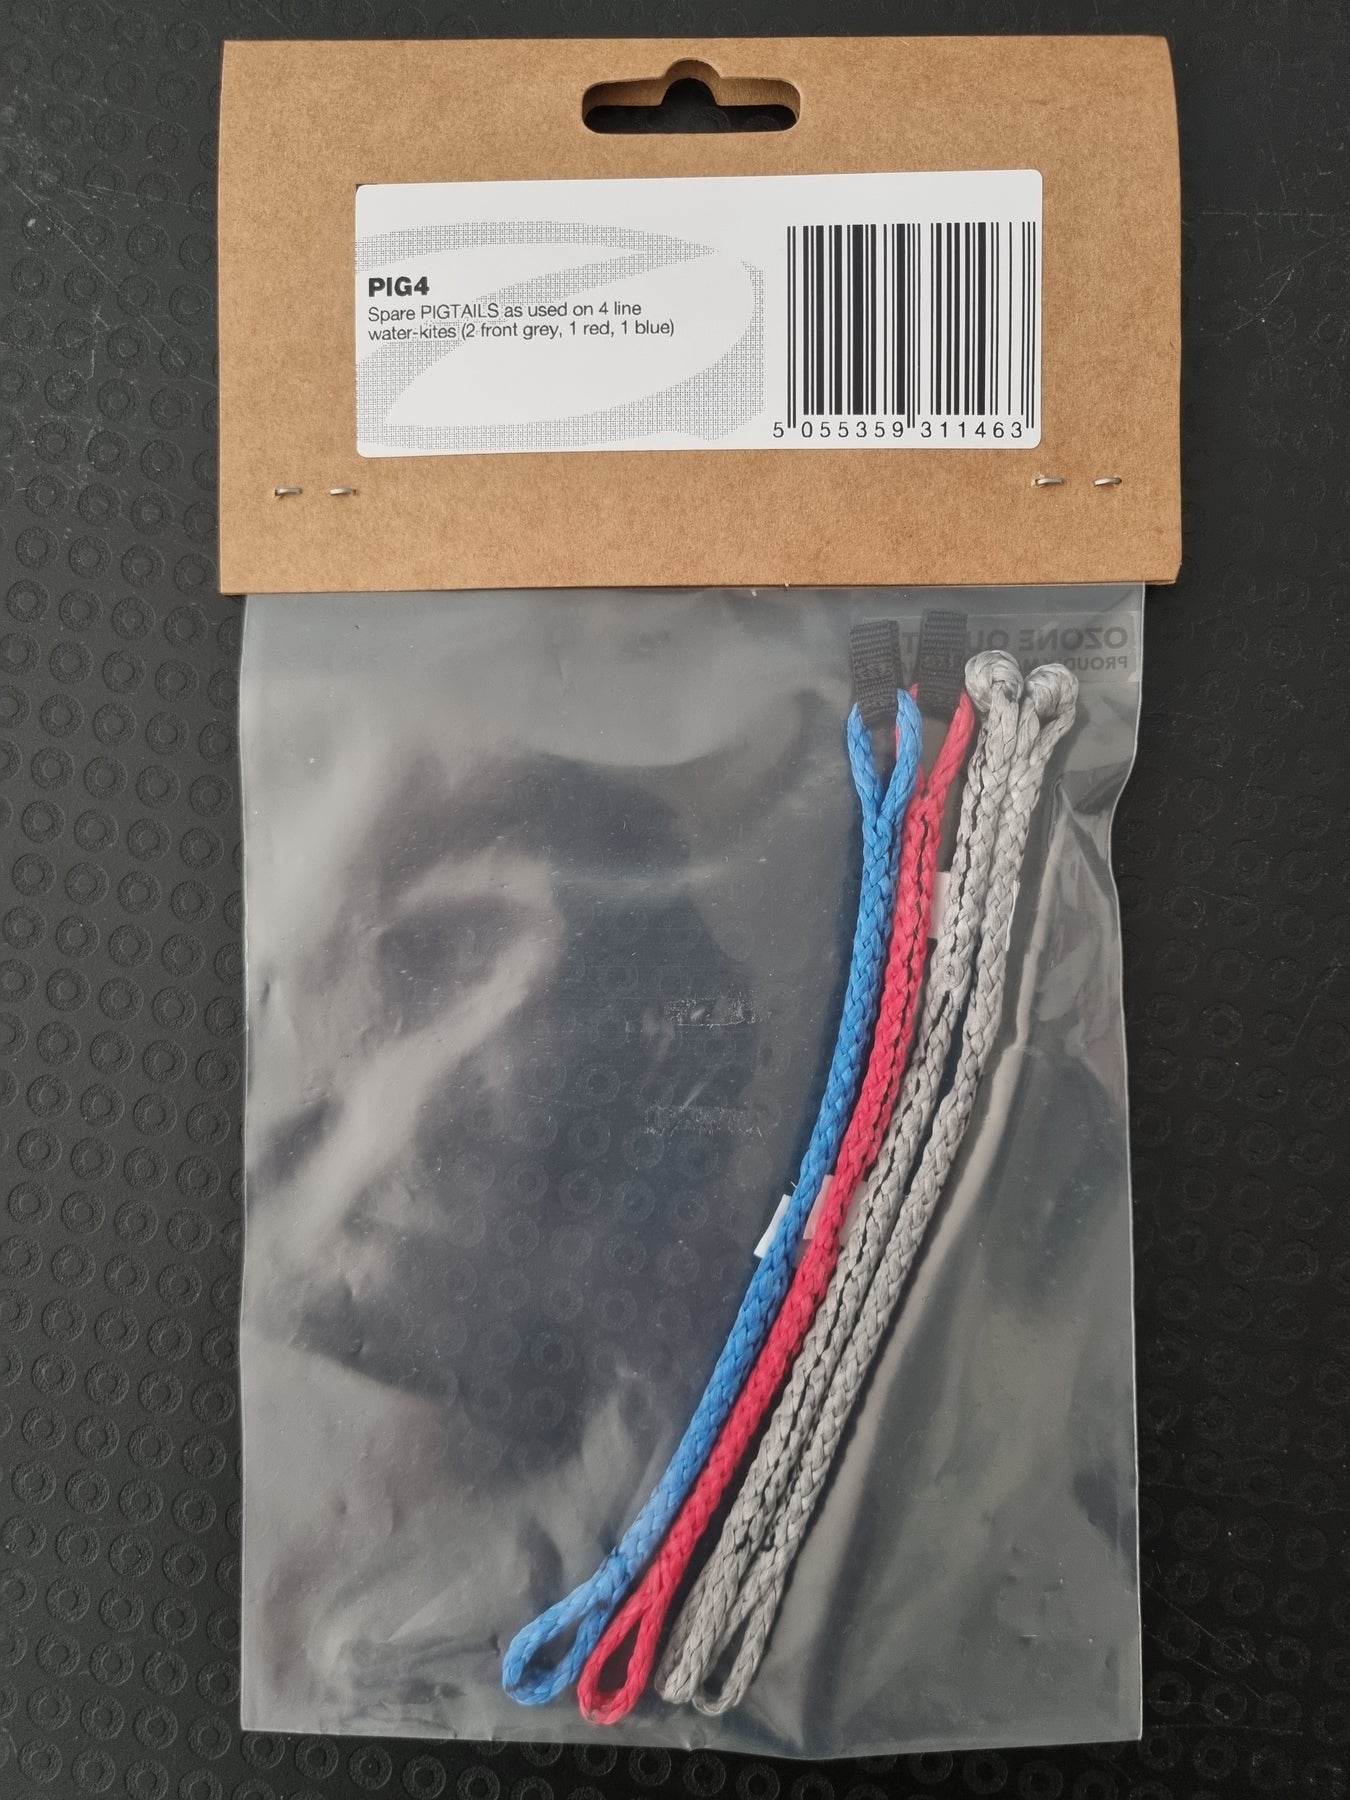 PIG4
Spare PIGTAILS as used on 4 line
water-kites (2 front grey, 1 red, 1 blue)
5 055359 311463
OZONE